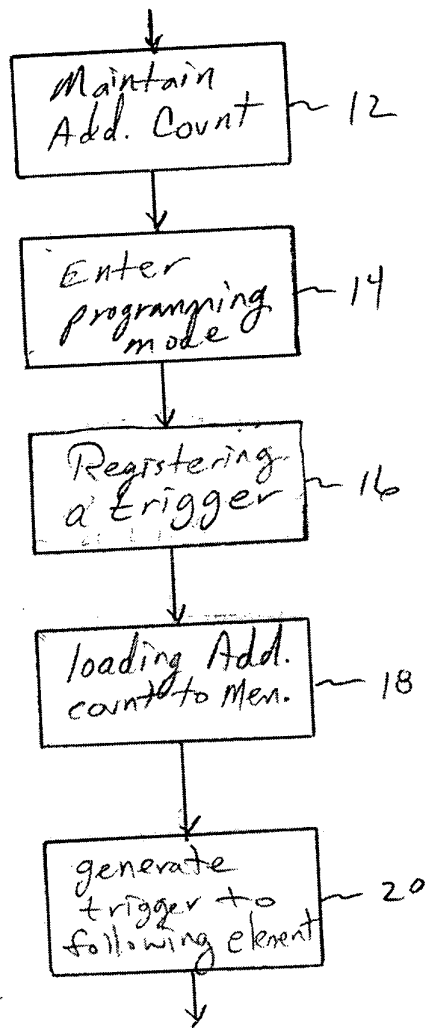 Maintain
Add. Count
12
Enter
programming
mode
14
Registering
a trigger
16
loading Add.
count to Mem.
18
generate
trigger to
following element
20